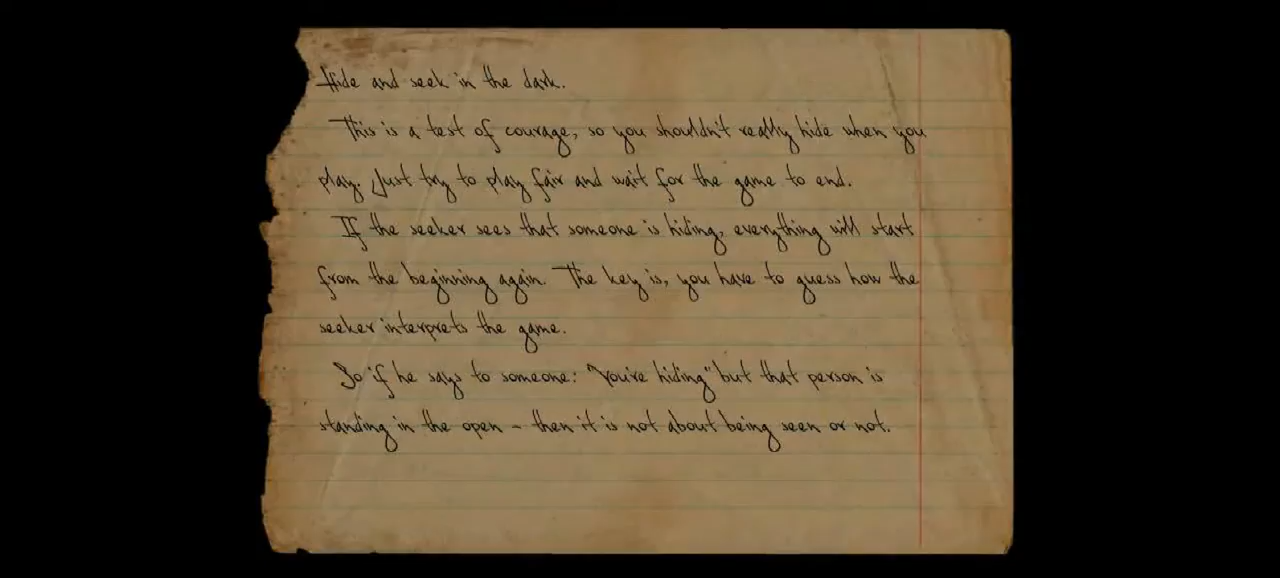 Hide and seek in the dark.
This is a test of courage, so you shouldn't really hide when you
play. Just try to play fair and wait for the game to end.
If the seeker sees that someone is hiding, everything will start
from the beginning again. The key is, you have to guess how the
seeker interprets the game.
So if he says to someone: "You're hiding" but that person is
standing in the open - then it is not about being seen or not.